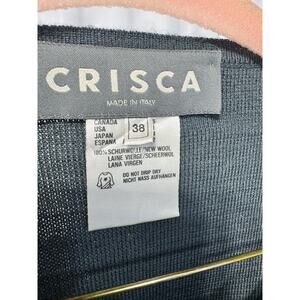 CRISCA
MADE IN ITALY
CANADA
USA
JAPAN
ESPANA
38
100% SCHURWOLLE/NEW WOOL
LAINE VIERGE/SCHEERWOL
LANA VIRGEN
DO NOT DRIP DRY
NICHT NASS AUFHÄNGEN